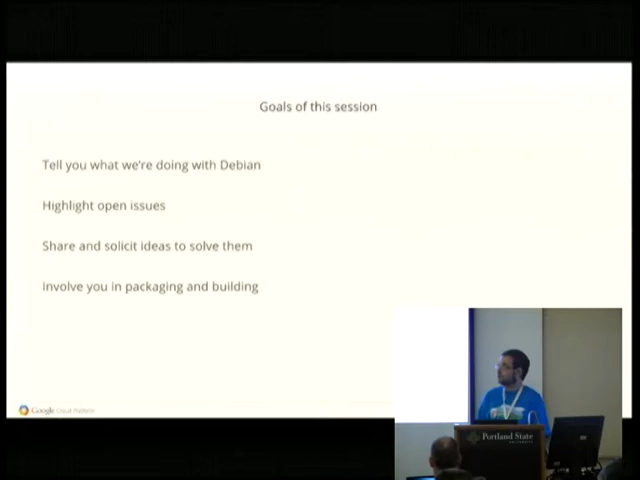 Goals of this session
Tell you what we're doing with Debian
Highlight open issues
Share and solicit ideas to solve them
Involve you in packaging and building
Google Cloud Platform
Portland State
UNIVERSITY